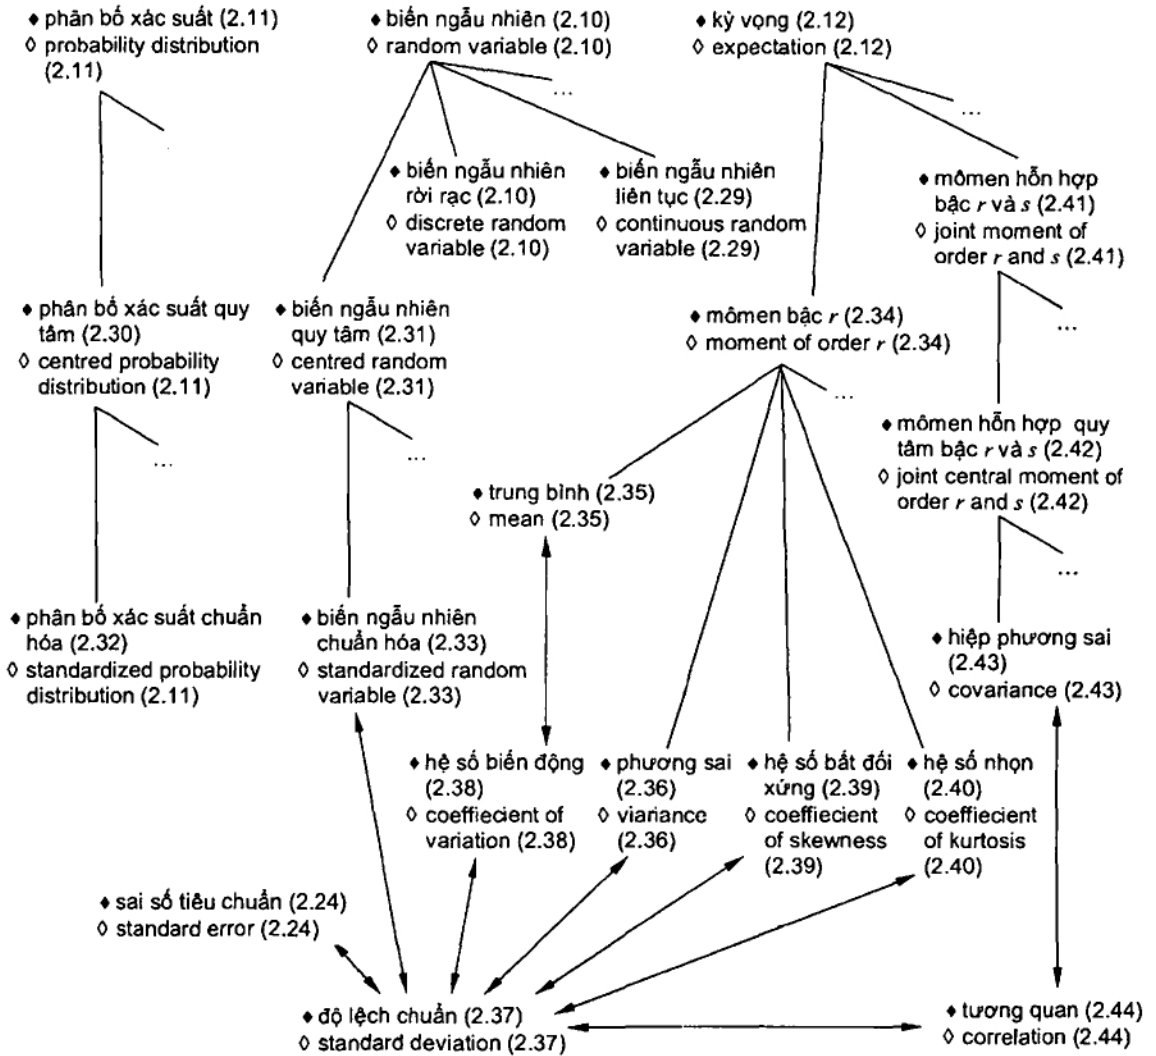 ♦ phân bố xác suất (2.11)
◊ probability distribution
(2.11)
♦ biến ngẫu nhiên (2.10)
◊ random variable (2.10)
♦ kỳ vọng (2.12)
◊ expectation (2.12)
...
...
♦ biến ngẫu nhiên
rời rạc (2.10)
◊ discrete random
variable (2.10)
♦ biến ngẫu nhiên
liên tục (2.29)
◊ continuous random
variable (2.29)
♦ mômen hỗn hợp
bậc r và s (2.41)
◊ joint moment of
order r and s (2.41)
♦ phân bố xác suất quy
tâm (2.30)
◊ centred probability
distribution (2.11)
♦ biến ngẫu nhiên
quy tâm (2.31)
◊ centred random
variable (2.31)
♦ mômen bậc r (2.34)
◊ moment of order r (2.34)
...
...
♦ mômen hỗn hợp quy
tâm bậc r và s (2.42)
◊ joint central moment of
order r and s (2.42)
...
...
♦ trung bình (2.35)
◊ mean (2.35)
...
♦ phân bố xác suất chuẩn
hóa (2.32)
◊ standardized probability
distribution (2.11)
♦ biến ngẫu nhiên
chuẩn hóa (2.33)
◊ standardized random
variable (2.33)
♦ hiệp phương sai
(2.43)
◊ covariance (2.43)
♦ hệ số biến động
(2.38)
◊ coeffiecient of
variation (2.38)
♦ phương sai
(2.36)
◊ viariance
(2.36)
♦ hệ số bất đối
xứng (2.39)
◊ coeffiecient
of skewness
(2.39)
♦ hệ số nhọn
(2.40)
◊ coeffiecient
of kurtosis
(2.40)
♦ sai số tiêu chuẩn (2.24)
◊ standard error (2.24)
♦ độ lệch chuẩn (2.37)
◊ standard deviation (2.37)
♦ tương quan (2.44)
◊ correlation (2.44)